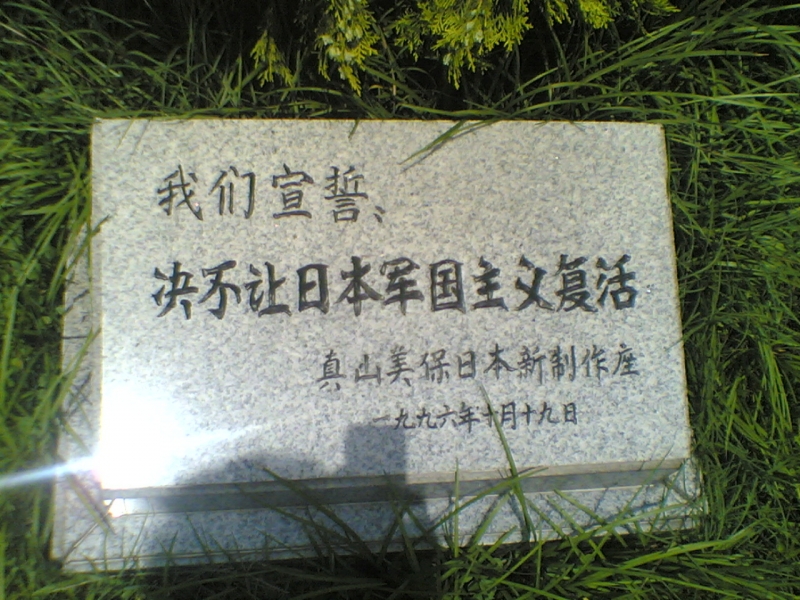 我们宣誓、
决不让日本军国主义复活
真山美保日本新制作座
一九九六年十月十九日